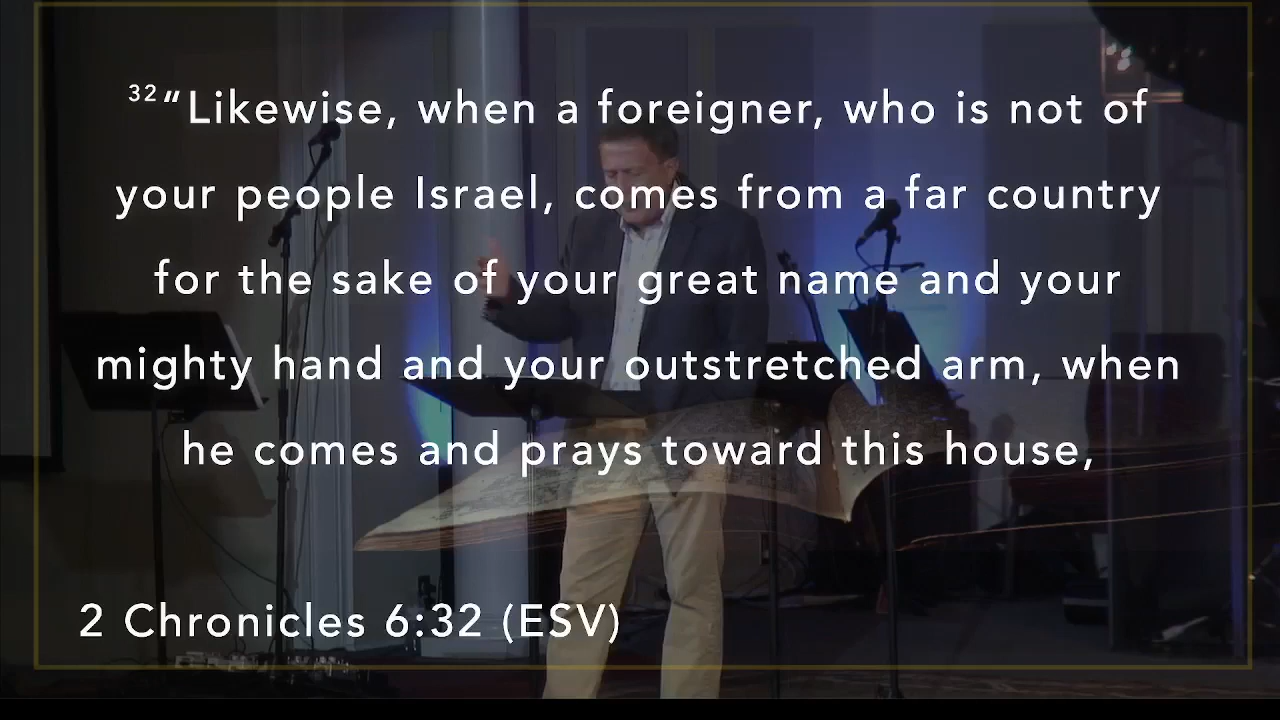 32“Likewise, when a foreigner, who is not of
your people Israel, comes from a far country
for the sake of your great name and your
mighty hand and your outstretched arm, when
he comes and prays toward this house,
2 Chronicles 6:32 (ESV)